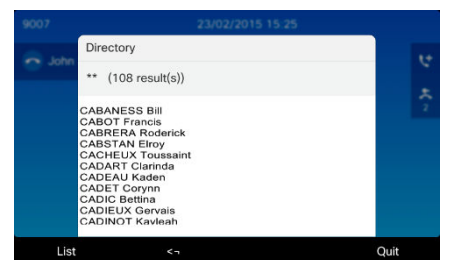 9007 23/02/2015 15:25
John
Directory
** (108 result(s))
CABANESS Bill
CABOT Francis
CABRERA Roderick
CABSTAN Elroy
CACHEUX Toussaint
CADART Clarinda
CADEAU Kaden
CADET Corynn
CADIC Bettina
CADIEUX Gervais
CADINOT Kayleah
2
List <¬ Quit